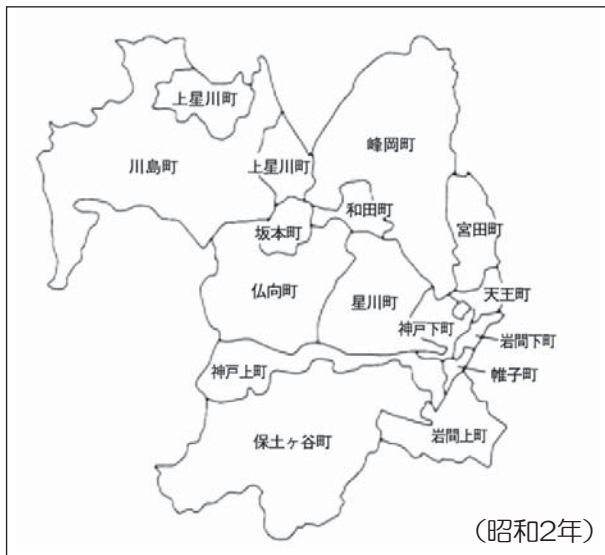 上星川町
峰岡町
川島町
上星川町
和田町
宮田町
坂本町
仏向町
星川町
天王町
神戸下町
岩間下町
神戸上町
帷子町
保土ヶ谷町
岩間上町
(昭和2年)